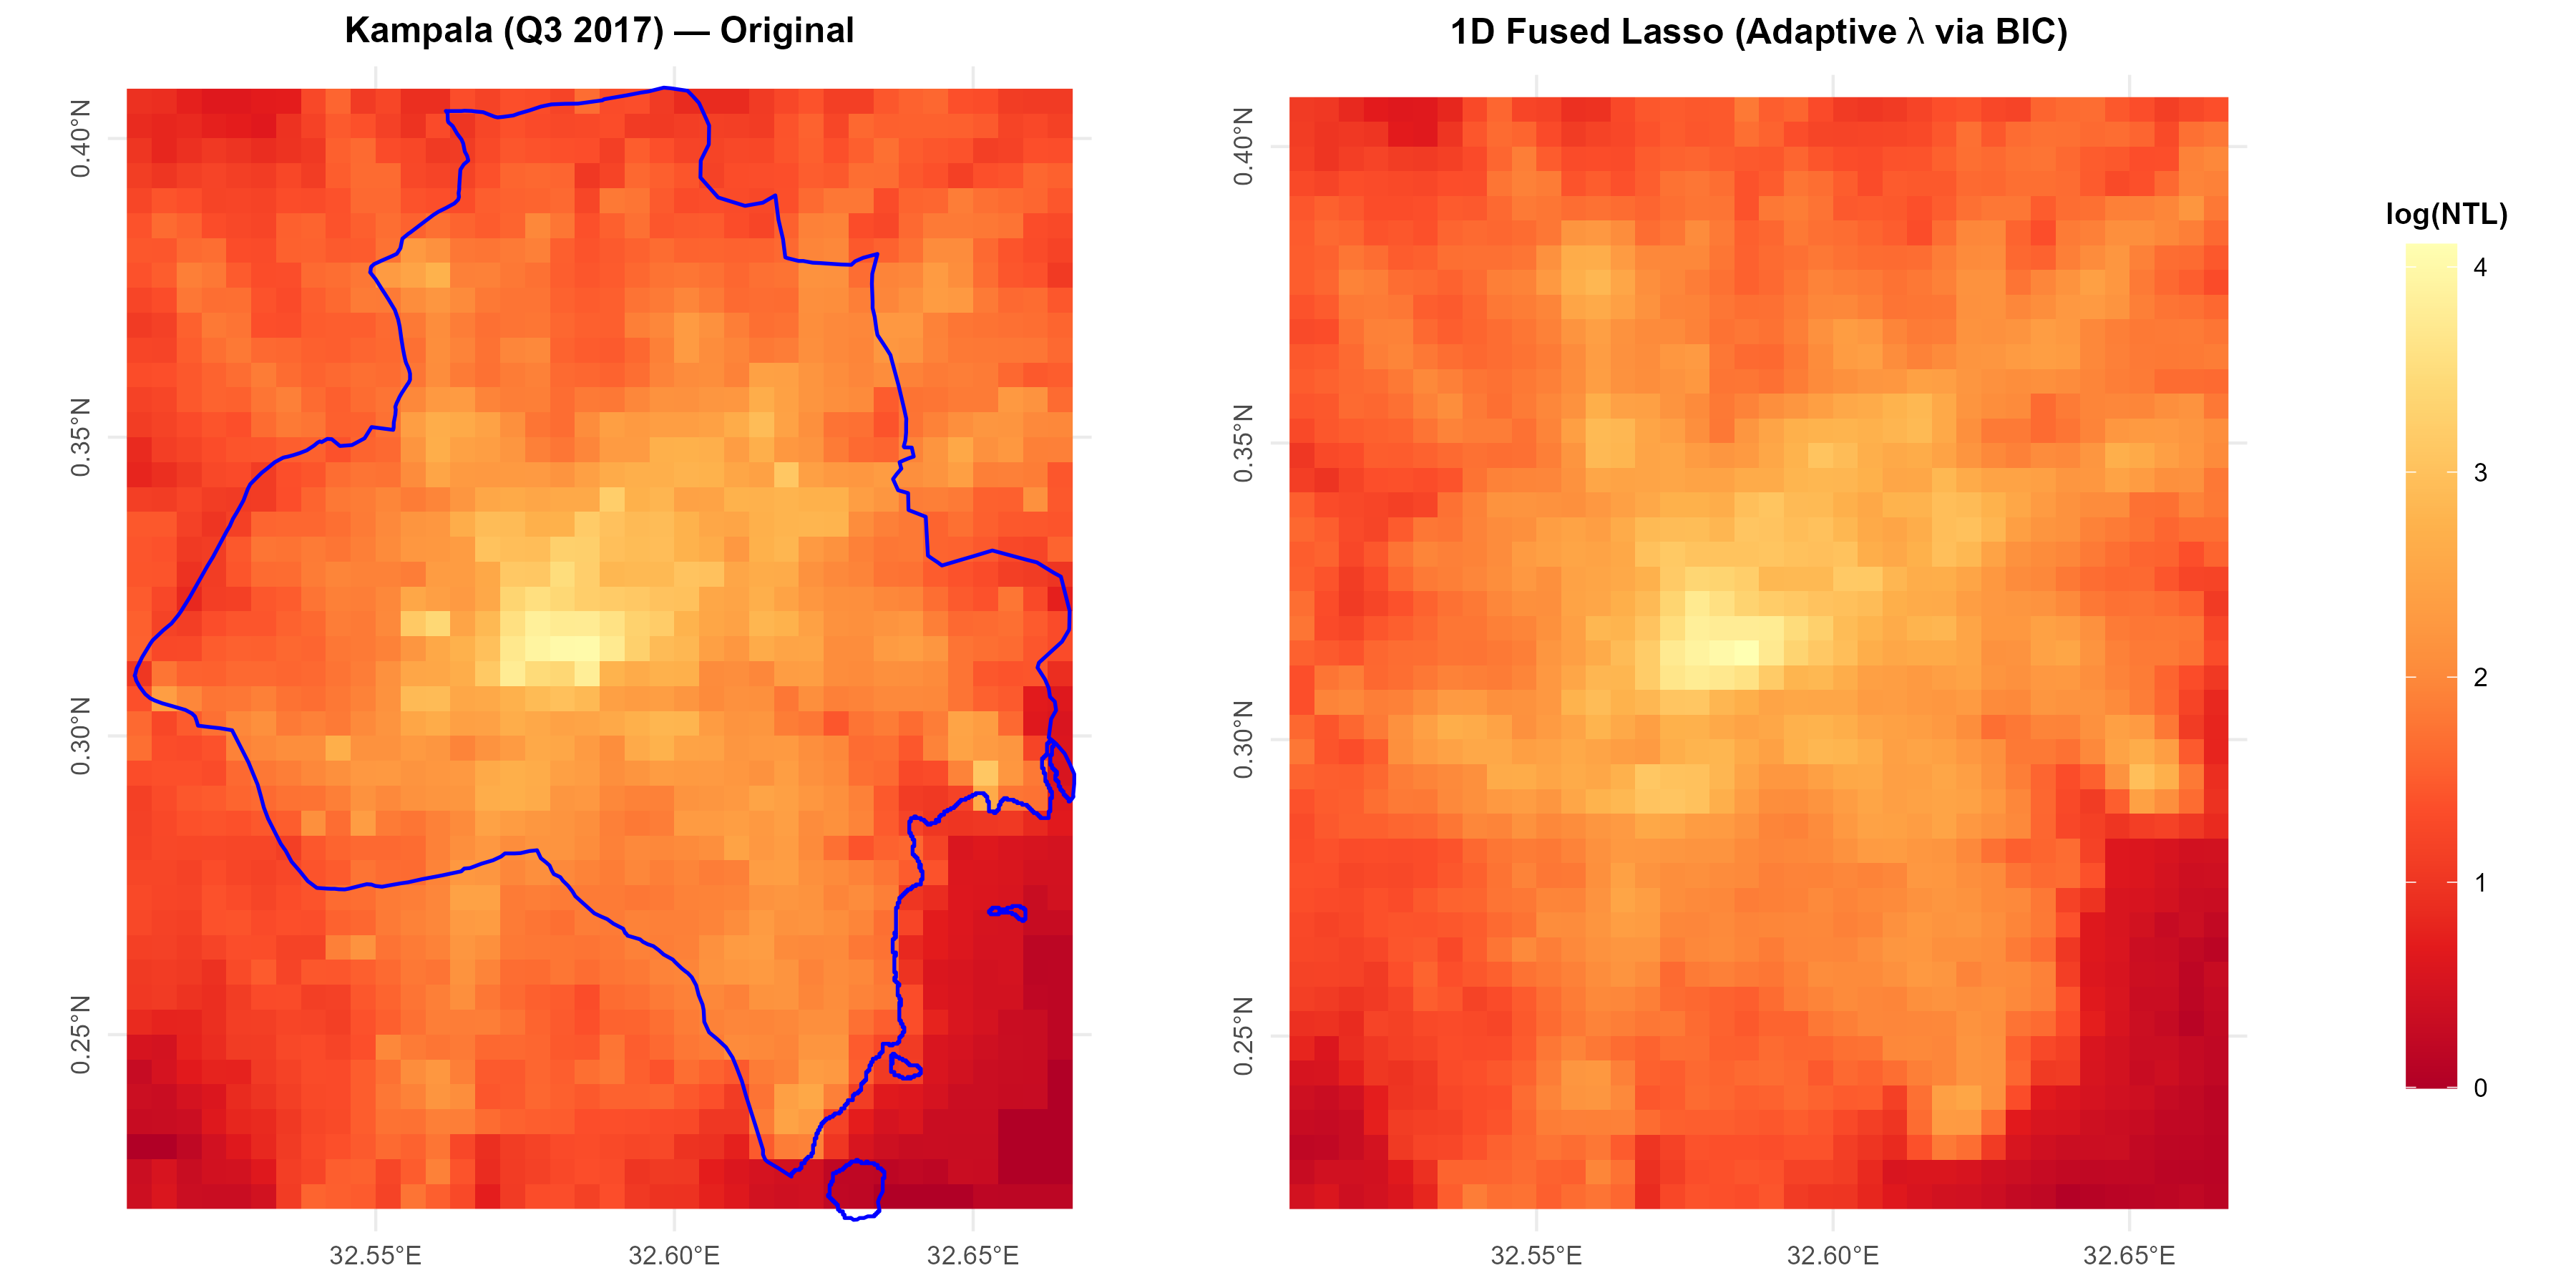 Kampala (Q3 2017) — Original
0.40°N
0.35°N
0.30°N
0.25°N
32.55°E 32.60°E 32.65°E
1D Fused Lasso (Adaptive λ via BIC)
0.40°N
0.35°N
0.30°N
0.25°N
32.55°E 32.60°E 32.65°E
log(NTL)
4
3
2
1
0